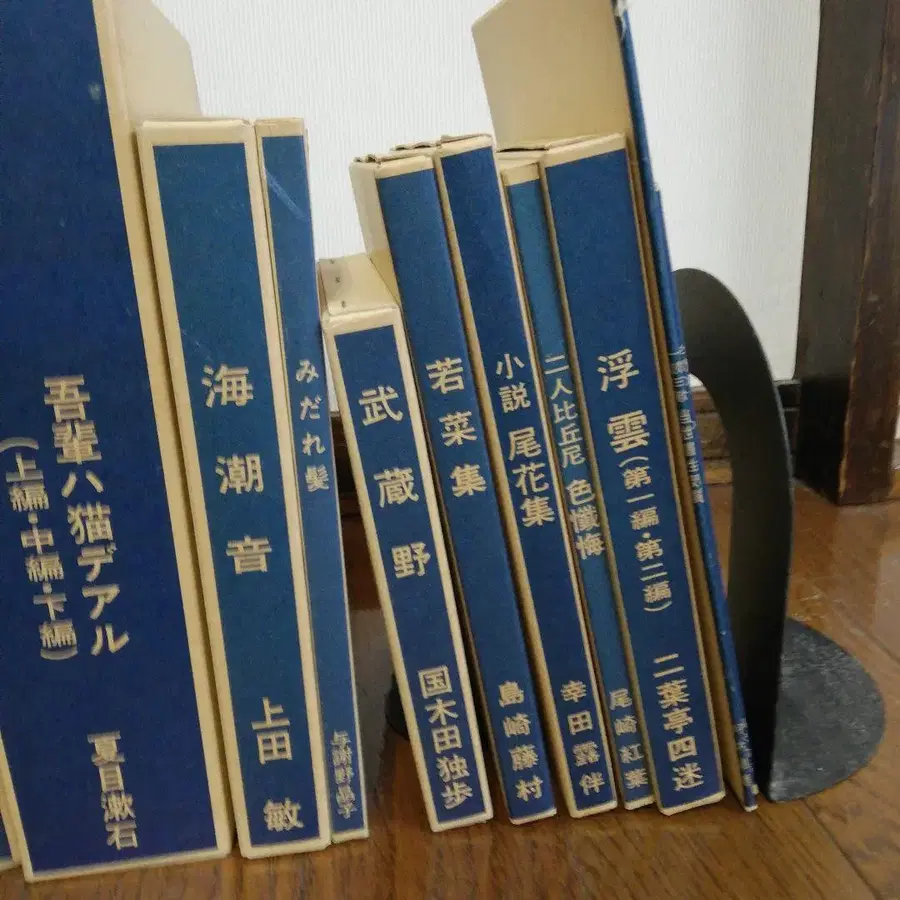 吾輩ハ猫デアル
(上編・中編・下編)
夏目漱石
海潮音
上田 敏
みだれ髪
与謝野晶子
武蔵野
国木田独歩
若菜集
島崎藤村
小説 尾花集
幸田露伴
二人比丘尼 色懺悔
尾崎紅葉
浮雲(第一編・第二編)
二葉亭四迷